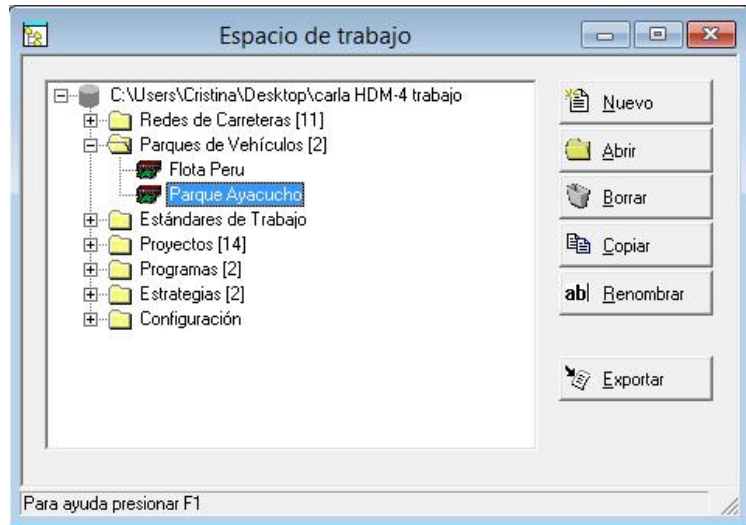 Espacio de trabajo
C:\Users\Cristina\Desktop\carla HDM-4 trabajo
Redes de Carreteras [11]
Parques de Vehículos [2]
Flota Peru
Parque Ayacucho
Estándares de Trabajo
Proyectos [14]
Programas [2]
Estrategias [2]
Configuración
Nuevo
Abrir
Borrar
Copiar
ab Renombrar
Exportar
Para ayuda presionar F1